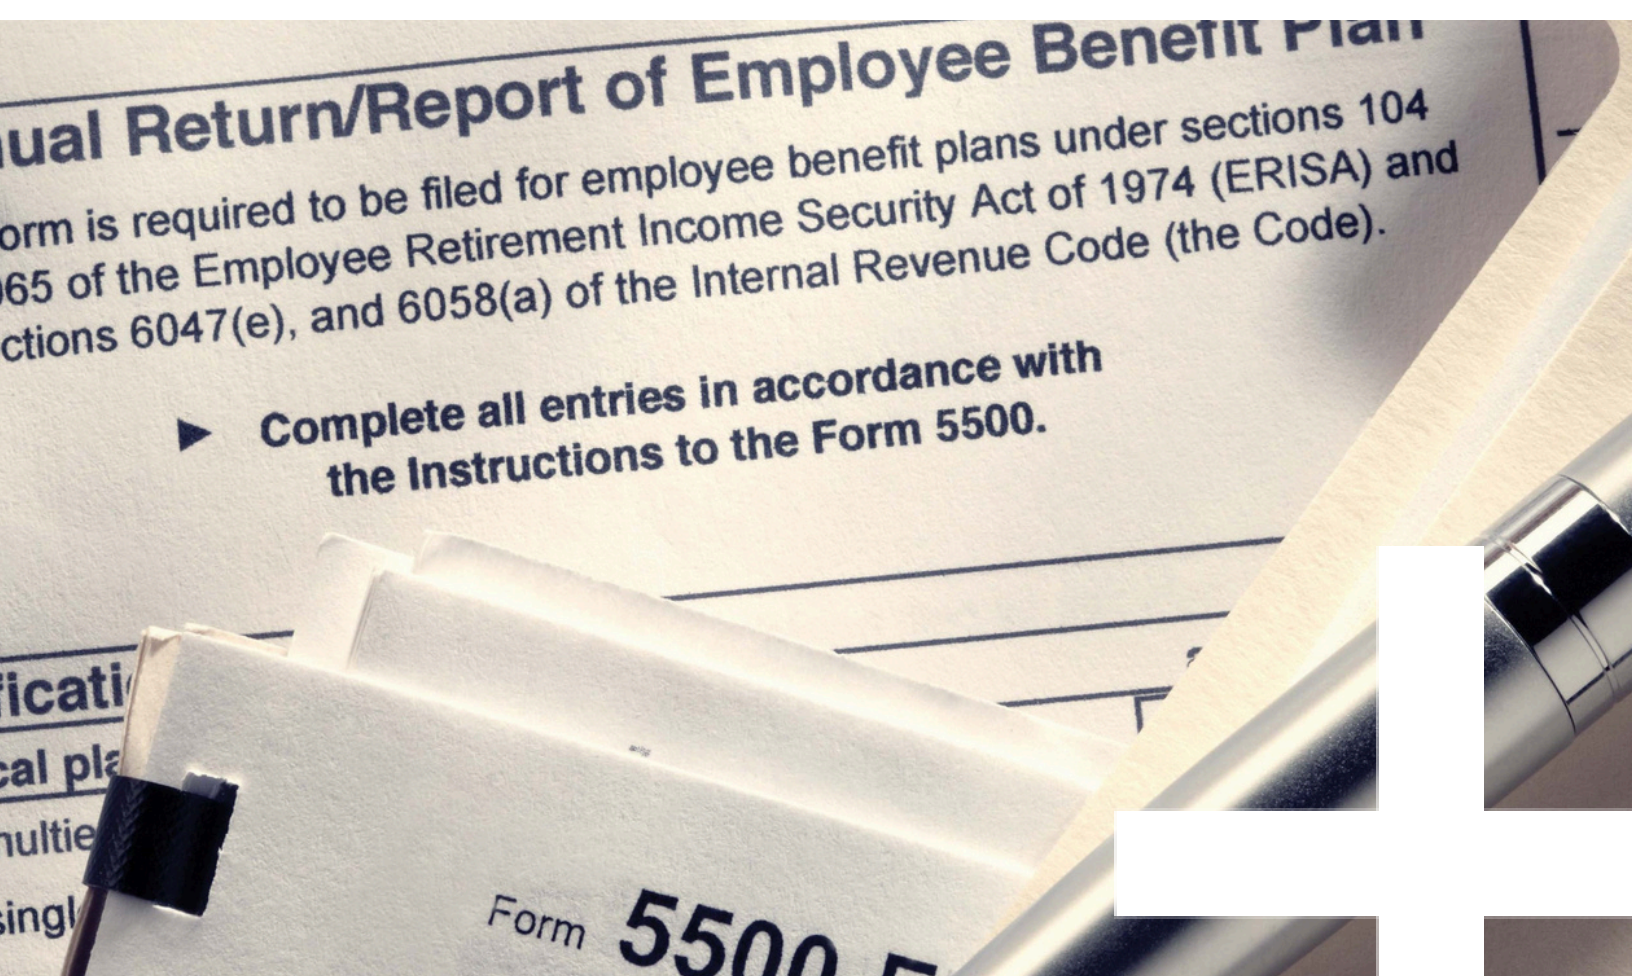 nual Return/Report of Employee Benefit Plan
orm is required to be filed for employee benefit plans under sections 104
065 of the Employee Retirement Income Security Act of 1974 (ERISA) and
ctions 6047(e), and 6058(a) of the Internal Revenue Code (the Code).
▶ Complete all entries in accordance with
the Instructions to the Form 5500.
ficati
cal pla
multie
singl
Form 5500